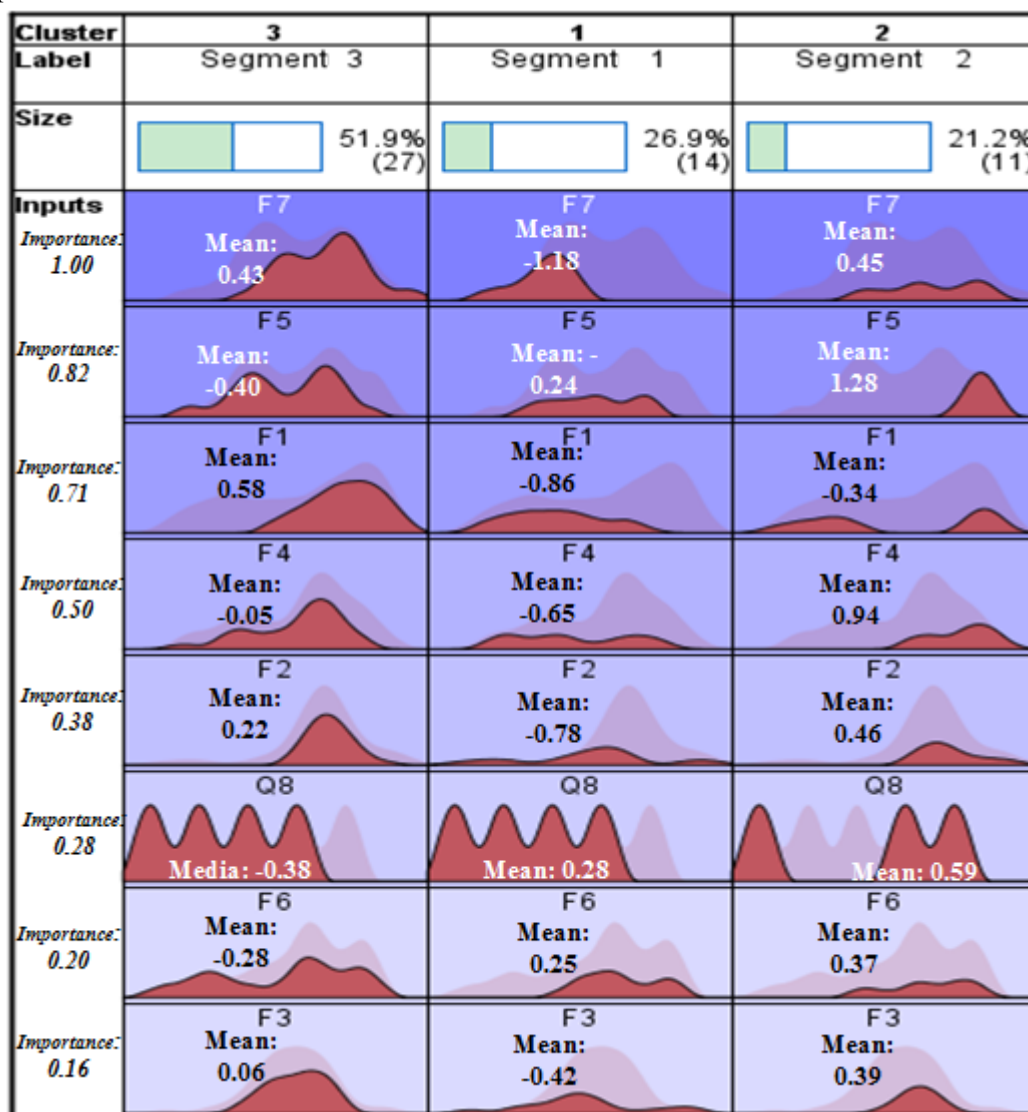 Cluster 3 1 2
Label Segment 3 Segment 1 Segment 2
Size
51.9% 26.9% 21.2%
(27) (14) (11)
Inputs F7 F7 F7
Importance: Mean: Mean: Mean:
1.00 0.43 -1.18 0.45
F5 F5 F5
Importance: Mean: Mean: - Mean:
0.82 -0.40 0.24 1.28
F1 F1 F1
Importance: Mean: Mean: Mean:
0.71 0.58 -0.86 -0.34
F4 F4 F4
Importance: Mean: Mean: Mean:
0.50 -0.05 -0.65 0.94
F2 F2 F2
Importance: Mean: Mean: Mean:
0.38 0.22 -0.78 0.46
Q8 Q8 Q8
Importance:
0.28
Media: -0.38 Mean: 0.28 Mean: 0.59
F6 F6 F6
Importance: Mean: Mean: Mean:
0.20 -0.28 0.25 0.37
F3 F3 F3
Importance: Mean: Mean: Mean:
0.16 0.06 -0.42 0.39